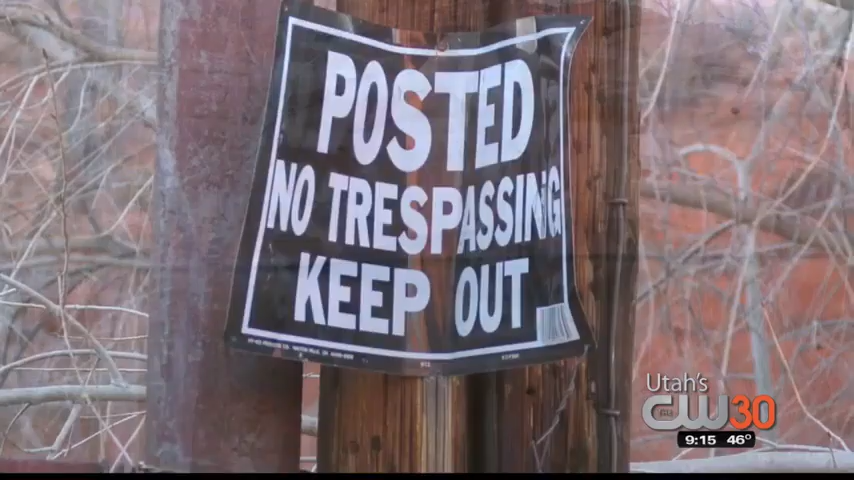 POSTED
NO TRESPASSING
KEEP OUT
Utah's
CW30
9:15 46°